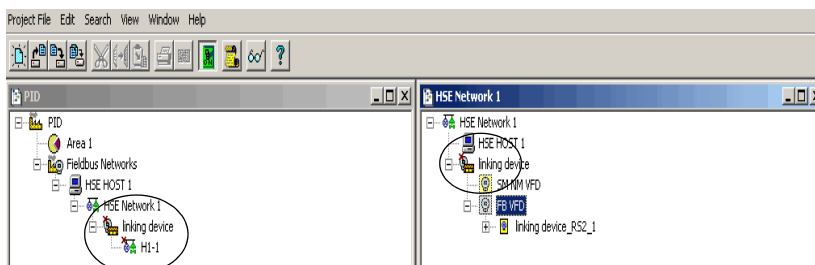 Project File Edit Search View Window Help
PID
PID
Area 1
Fieldbus Networks
HSE HOST 1
HSE Network 1
linking device
H1-1
HSE Network 1
HSE Network 1
HSE HOST 1
linking device
SM NM VFD
FB VFD
linking device_RS2_1